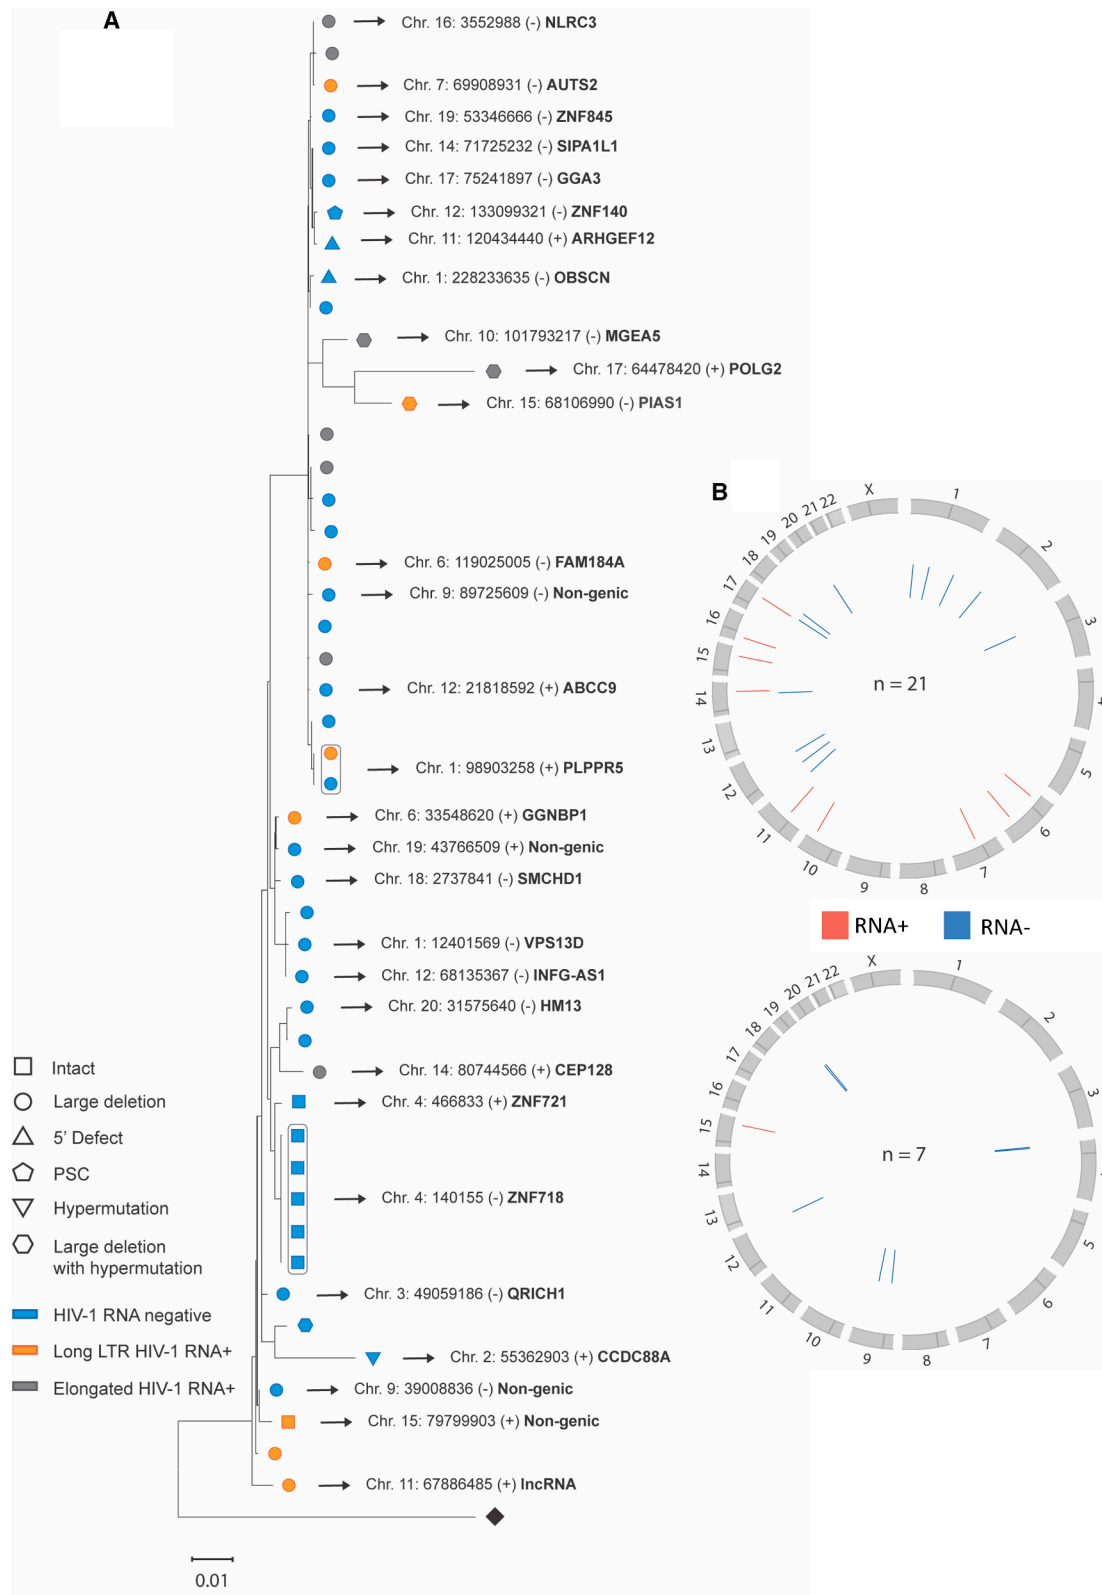 A
Chr. 16: 3552988 (-) NLRC3
Chr. 7: 69908931 (-) AUTS2
Chr. 19: 53346666 (-) ZNF845
Chr. 14: 71725232 (-) SIPA1L1
Chr. 17: 75241897 (-) GGA3
Chr. 12: 133099321 (-) ZNF140
Chr. 11: 120434440 (+) ARHGEF12
Chr. 1: 228233635 (-) OBSCN
Chr. 10: 101793217 (-) MGEA5
Chr. 17: 64478420 (+) POLG2
Chr. 15: 68106990 (-) PIAS1
Chr. 6: 119025005 (-) FAM184A
Chr. 9: 89725609 (-) Non-genic
Chr. 12: 21818592 (+) ABCC9
Chr. 1: 98903258 (+) PLPPR5
Chr. 6: 33548620 (+) GGNBP1
Chr. 19: 43766509 (+) Non-genic
Chr. 18: 2737841 (-) SMCHD1
Chr. 1: 12401569 (-) VPS13D
Chr. 12: 68135367 (-) INFG-AS1
Chr. 20: 31575640 (-) HM13
Chr. 14: 80744566 (+) CEP128
Chr. 4: 466833 (+) ZNF721
Chr. 4: 140155 (-) ZNF718
Chr. 3: 49059186 (-) QRICH1
Chr. 2: 55362903 (+) CCDC88A
Chr. 9: 39008836 (-) Non-genic
Chr. 15: 79799903 (+) Non-genic
Chr. 11: 67886485 (+) lncRNA
Intact
Large deletion
5' Defect
PSC
Hypermutation
Large deletion
with hypermutation
HIV-1 RNA negative
Long LTR HIV-1 RNA+
Elongated HIV-1 RNA+
0.01
B
1
2
3
5
6
7
8
9
10
11
12
13
14
15
16
17
18
19
20
21
22
X
n = 21
RNA+
RNA-
1
2
3
5
6
7
8
9
10
11
12
13
14
15
16
17
18
19
20
21
22
X
n = 7